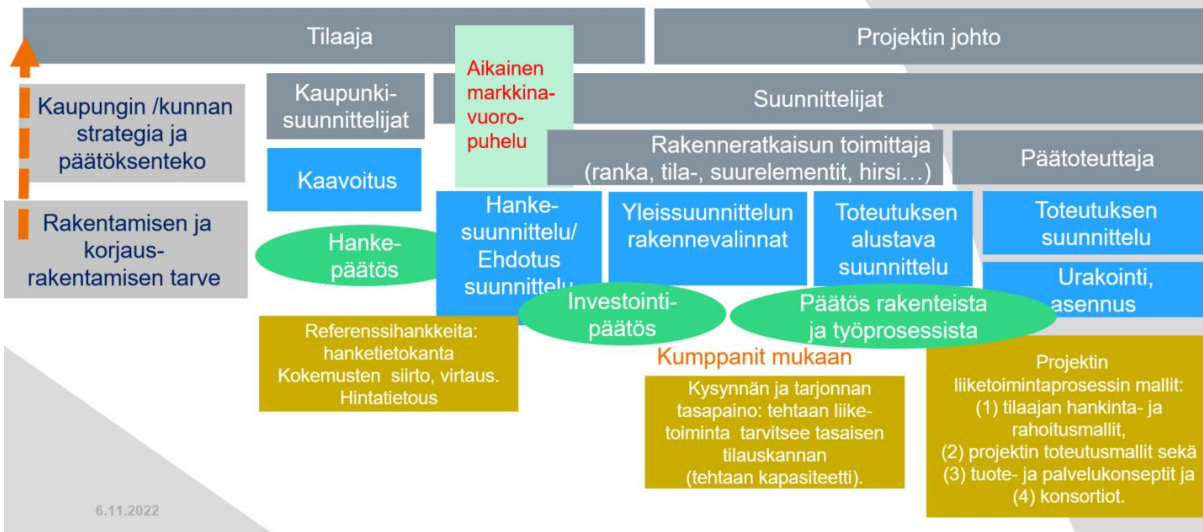 Tilaaja
Projektin johto
Aikainen
markkina-
vuoro-
puhelu
Kaupungin /kunnan
strategia ja
päätöksenteko
Kaupunki-
suunnittelijat
Suunnittelijat
Rakenneratkaisun toimittaja
(ranka, tila-, suurelementit, hirsi…)
Päätoteuttaja
Kaavoitus
Rakentamisen ja
korjaus-
rakentamisen tarve
Hanke-
päätös
Hanke-
suunnittelu/
Ehdotus
suunnittelu
Yleissuunnittelun
rakennevalinnat
Toteutuksen
alustava
suunnittelu
Toteutuksen
suunnittelu
Urakointi,
asennus
Investointi-
päätös
Päätös rakenteista
ja työprosessista
Referenssihankkeita:
hanketietokanta
Kokemusten siirto, virtaus.
Hintatietous
Kumppanit mukaan
Kysynnän ja tarjonnan
tasapaino: tehtaan liike-
toiminta tarvitsee tasaisen
tilauskannan
(tehtaan kapasiteetti).
Projektin
liiketoimintaprosessin mallit:
(1) tilaajan hankinta- ja
rahoitusmallit,
(2) projektin toteutusmallit sekä
(3) tuote- ja palvelukonseptit ja
(4) konsortiot.
6.11.2022